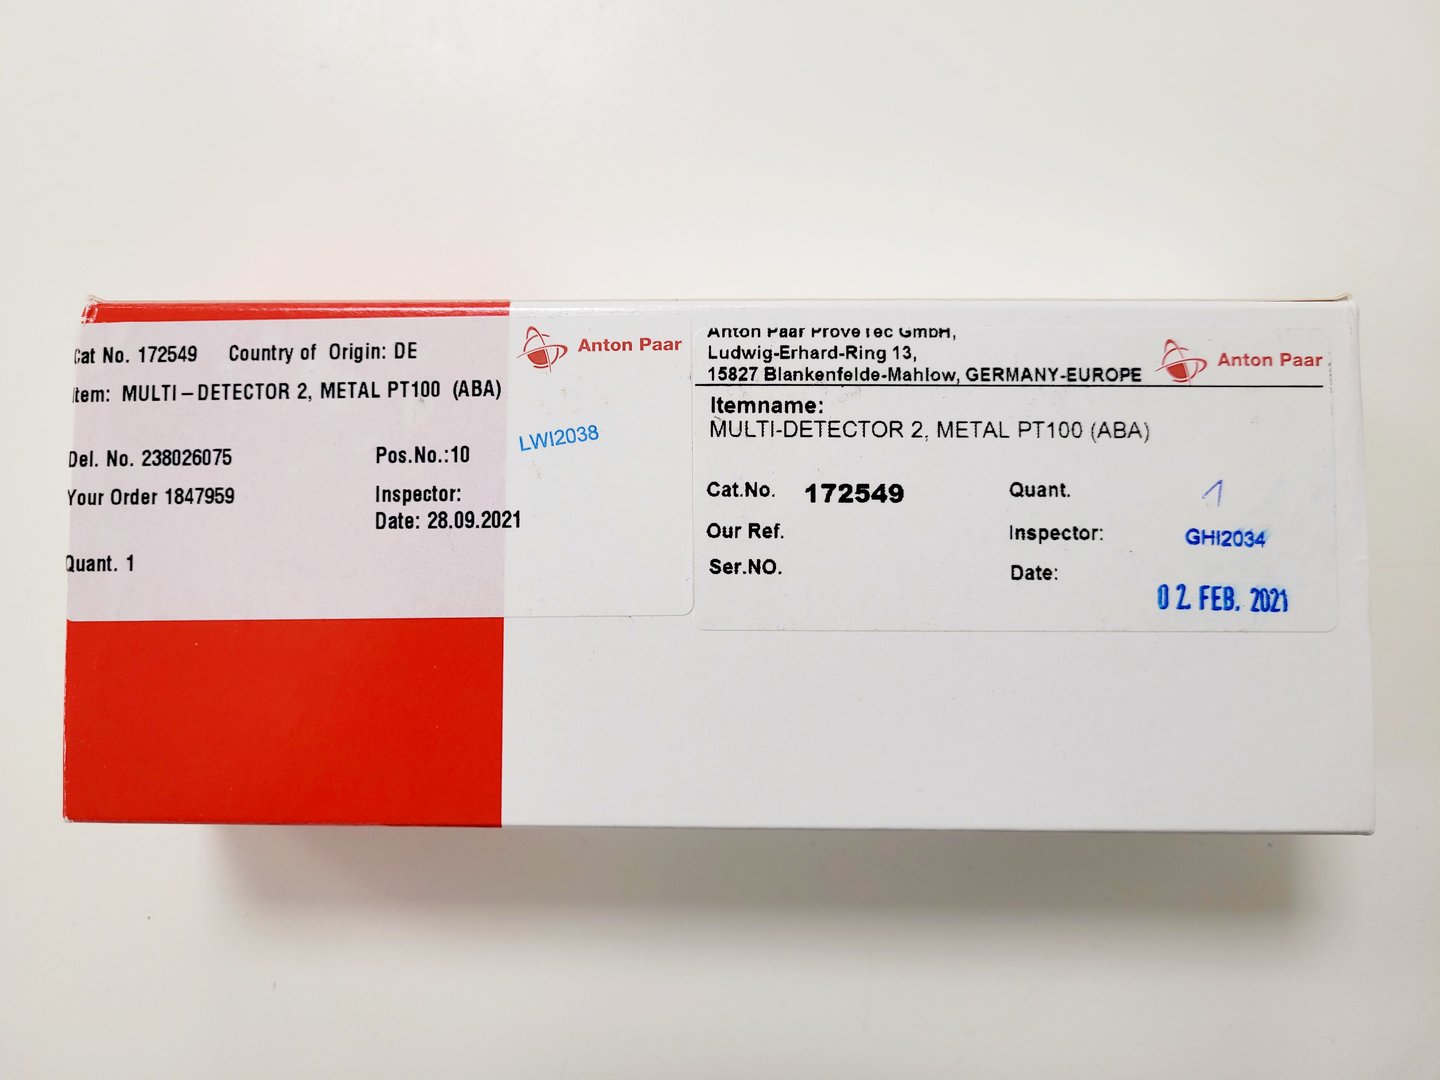 Cat No. 172549 Country of Origin: DE
Item: MULTI-DETECTOR 2, METAL PT100 (ABA)
Del. No. 238026075 Pos.No.:10
Your Order 1847959 Inspector:
Date: 28.09.2021
Quant. 1
Anton Paar
LWI2038
Anton Paar ProveTec GmbH,
Ludwig-Erhard-Ring 13,
15827 Blankenfelde-Mahlow, GERMANY-EUROPE
Anton Paar
Itemname:
MULTI-DETECTOR 2, METAL PT100 (ABA)
Cat.No. 172549 Quant. 1
Our Ref. Inspector: GHI2034
Ser.NO. Date: 02. FEB. 2021